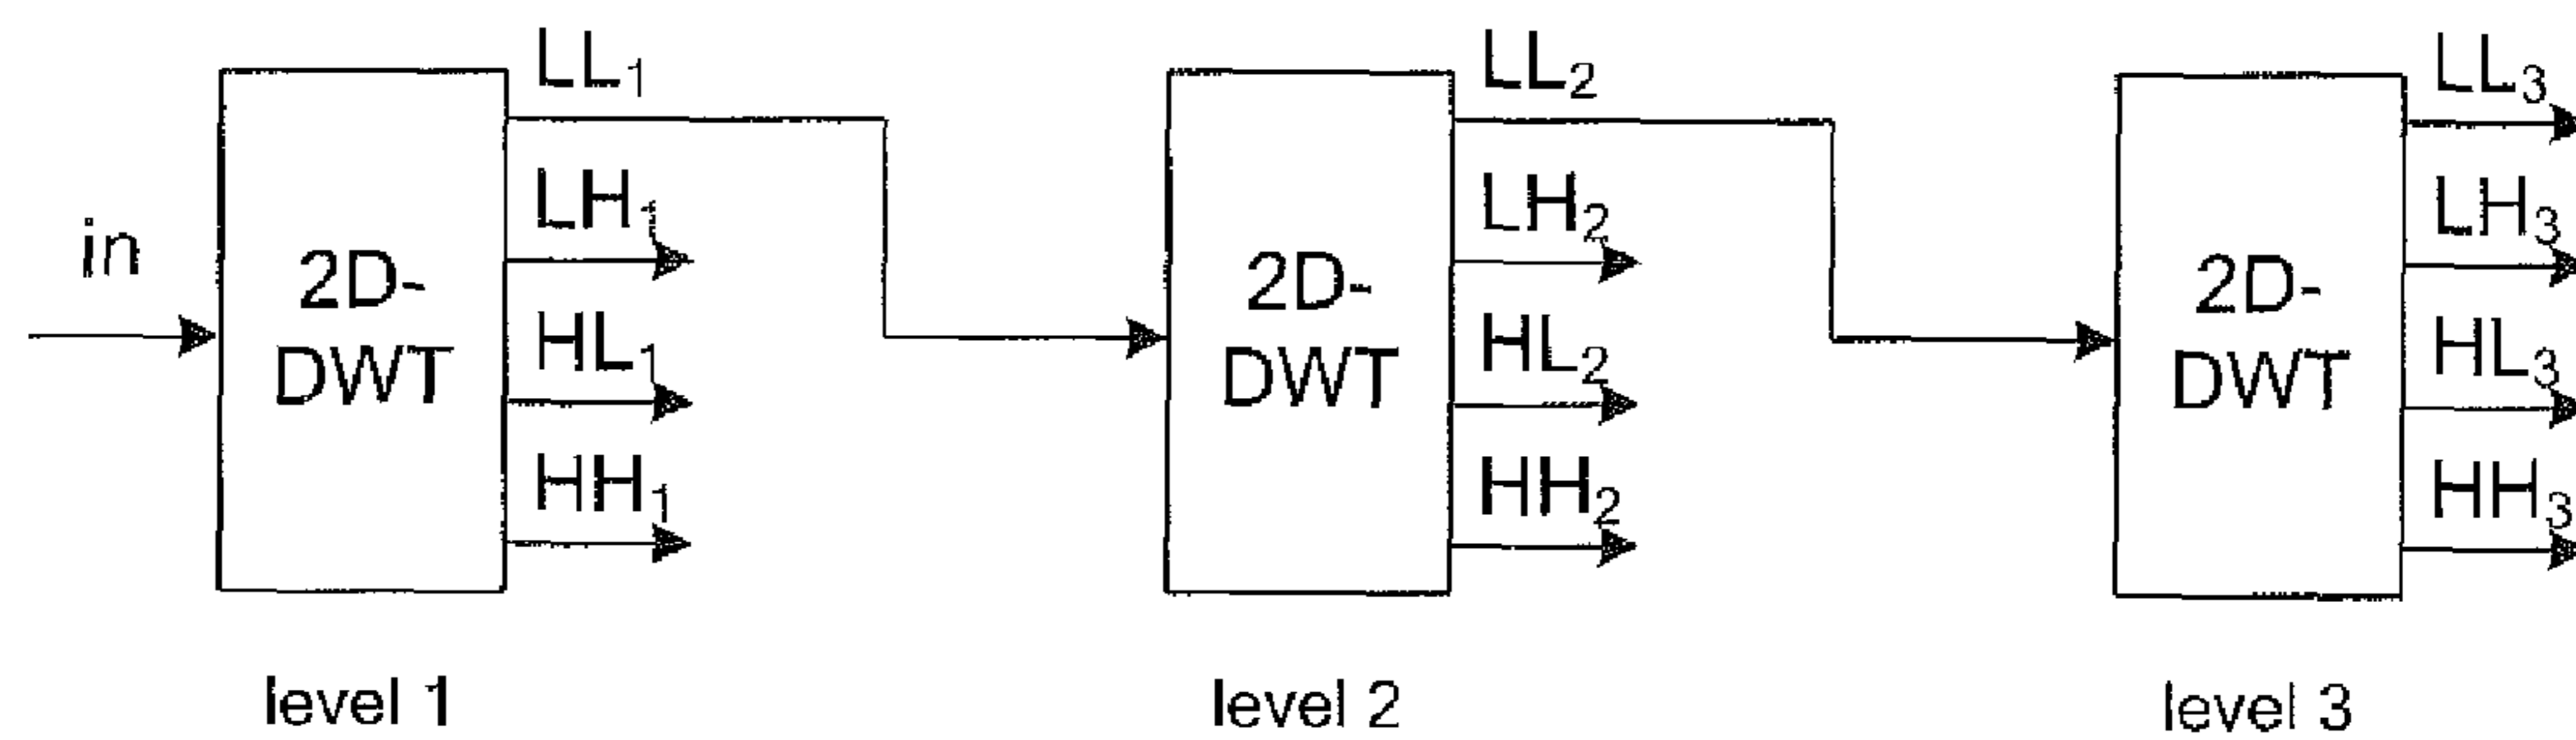 in
2D-
DWT
LL₁
LH₁
HL₁
HH₁
level 1
2D-
DWT
LL₂
LH₂
HL₂
HH₂
level 2
2D-
DWT
LL₃
LH₃
HL₃
HH₃
level 3